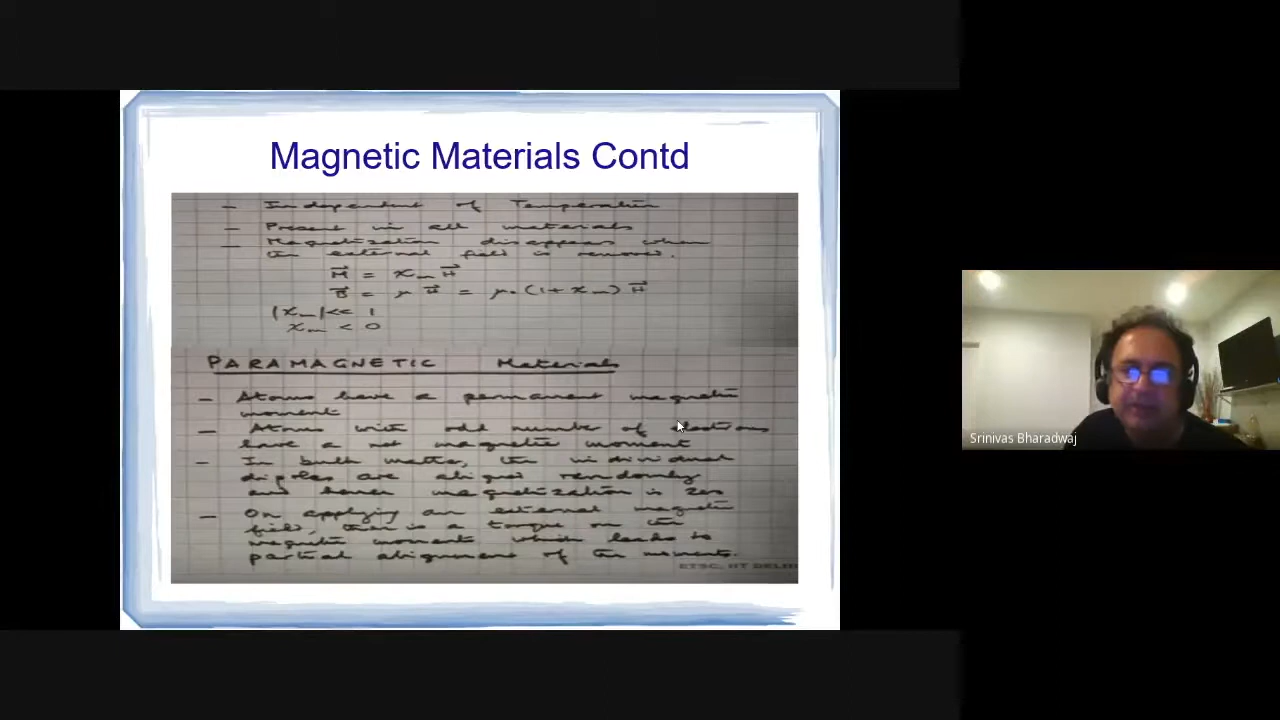 Magnetic Materials Contd
- Independent of Temperature
- Present in all materials
- Magnetization disappears when
the external field is removed.
M⃗ = χm H⃗
B⃗ = μ H⃗ = μ₀ (1 + χm) H⃗
|χm| << 1
χm < 0
PARAMAGNETIC Materials
- Atoms have a permanent magnetic
moment
- Atoms with odd number of electrons
have a net magnetic moment
- In bulk matter, the individual
dipoles are aligned randomly
and hence magnetization is zero
- On applying an external magnetic
field, there is a torque on the
magnetic moments which leads to
partial alignment of the moments.
ETSC, IIT DELHI
Srinivas Bharadwaj